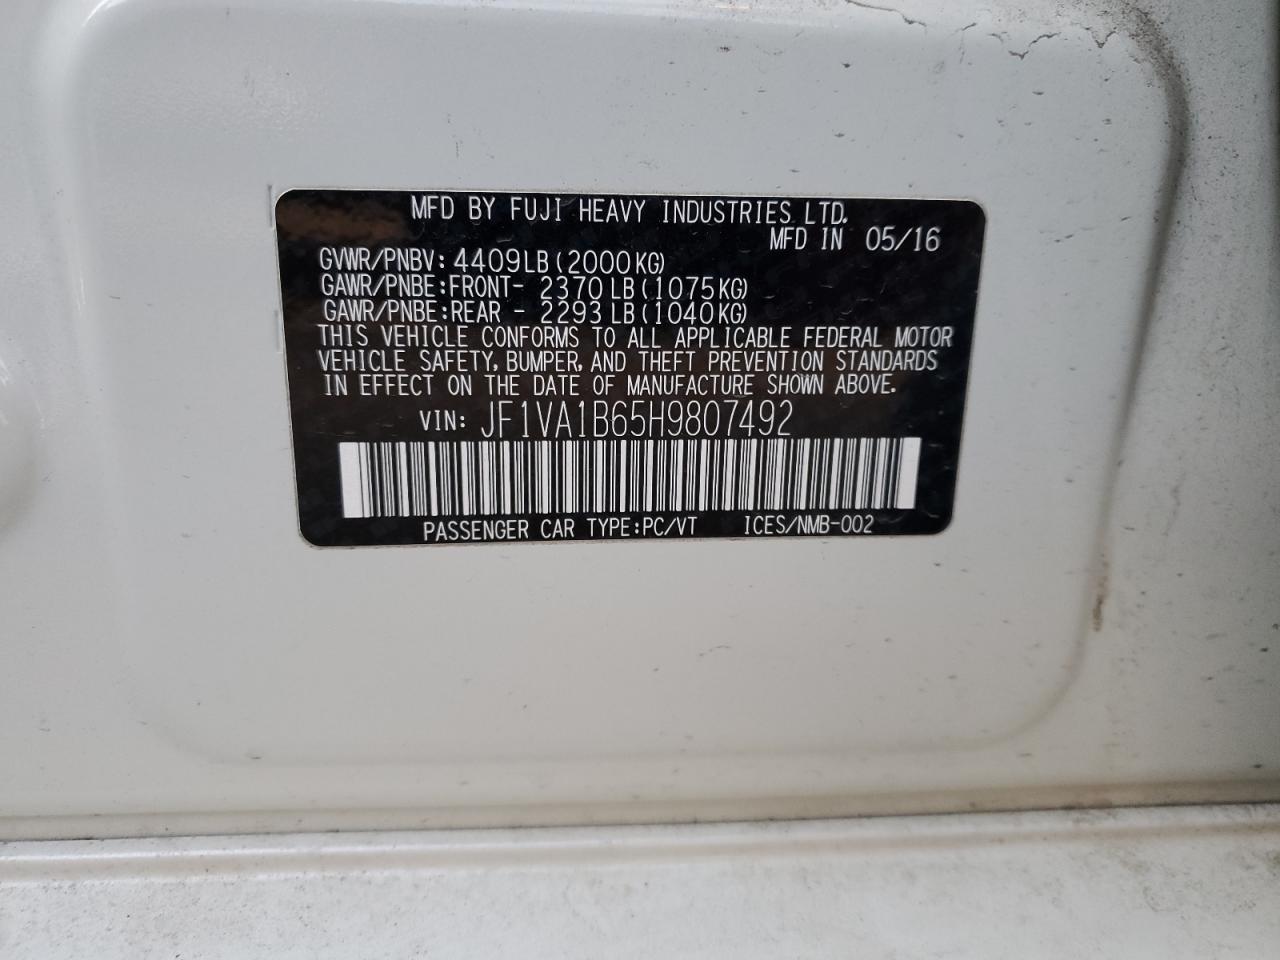 MFD BY FUJI HEAVY INDUSTRIES LTD.
MFD IN 05/16
GVWR/PNBV: 4409LB (2000KG)
GAWR/PNBE: FRONT- 2370 LB (1075KG)
GAWR/PNBE: REAR - 2293 LB (1040KG)
THIS VEHICLE CONFORMS TO ALL APPLICABLE FEDERAL MOTOR
VEHICLE SAFETY, BUMPER, AND THEFT PREVENTION STANDARDS
IN EFFECT ON THE DATE OF MANUFACTURE SHOWN ABOVE.
VIN: JF1VA1B65H9807492
PASSENGER CAR TYPE: PC/VT ICES/NMB-002